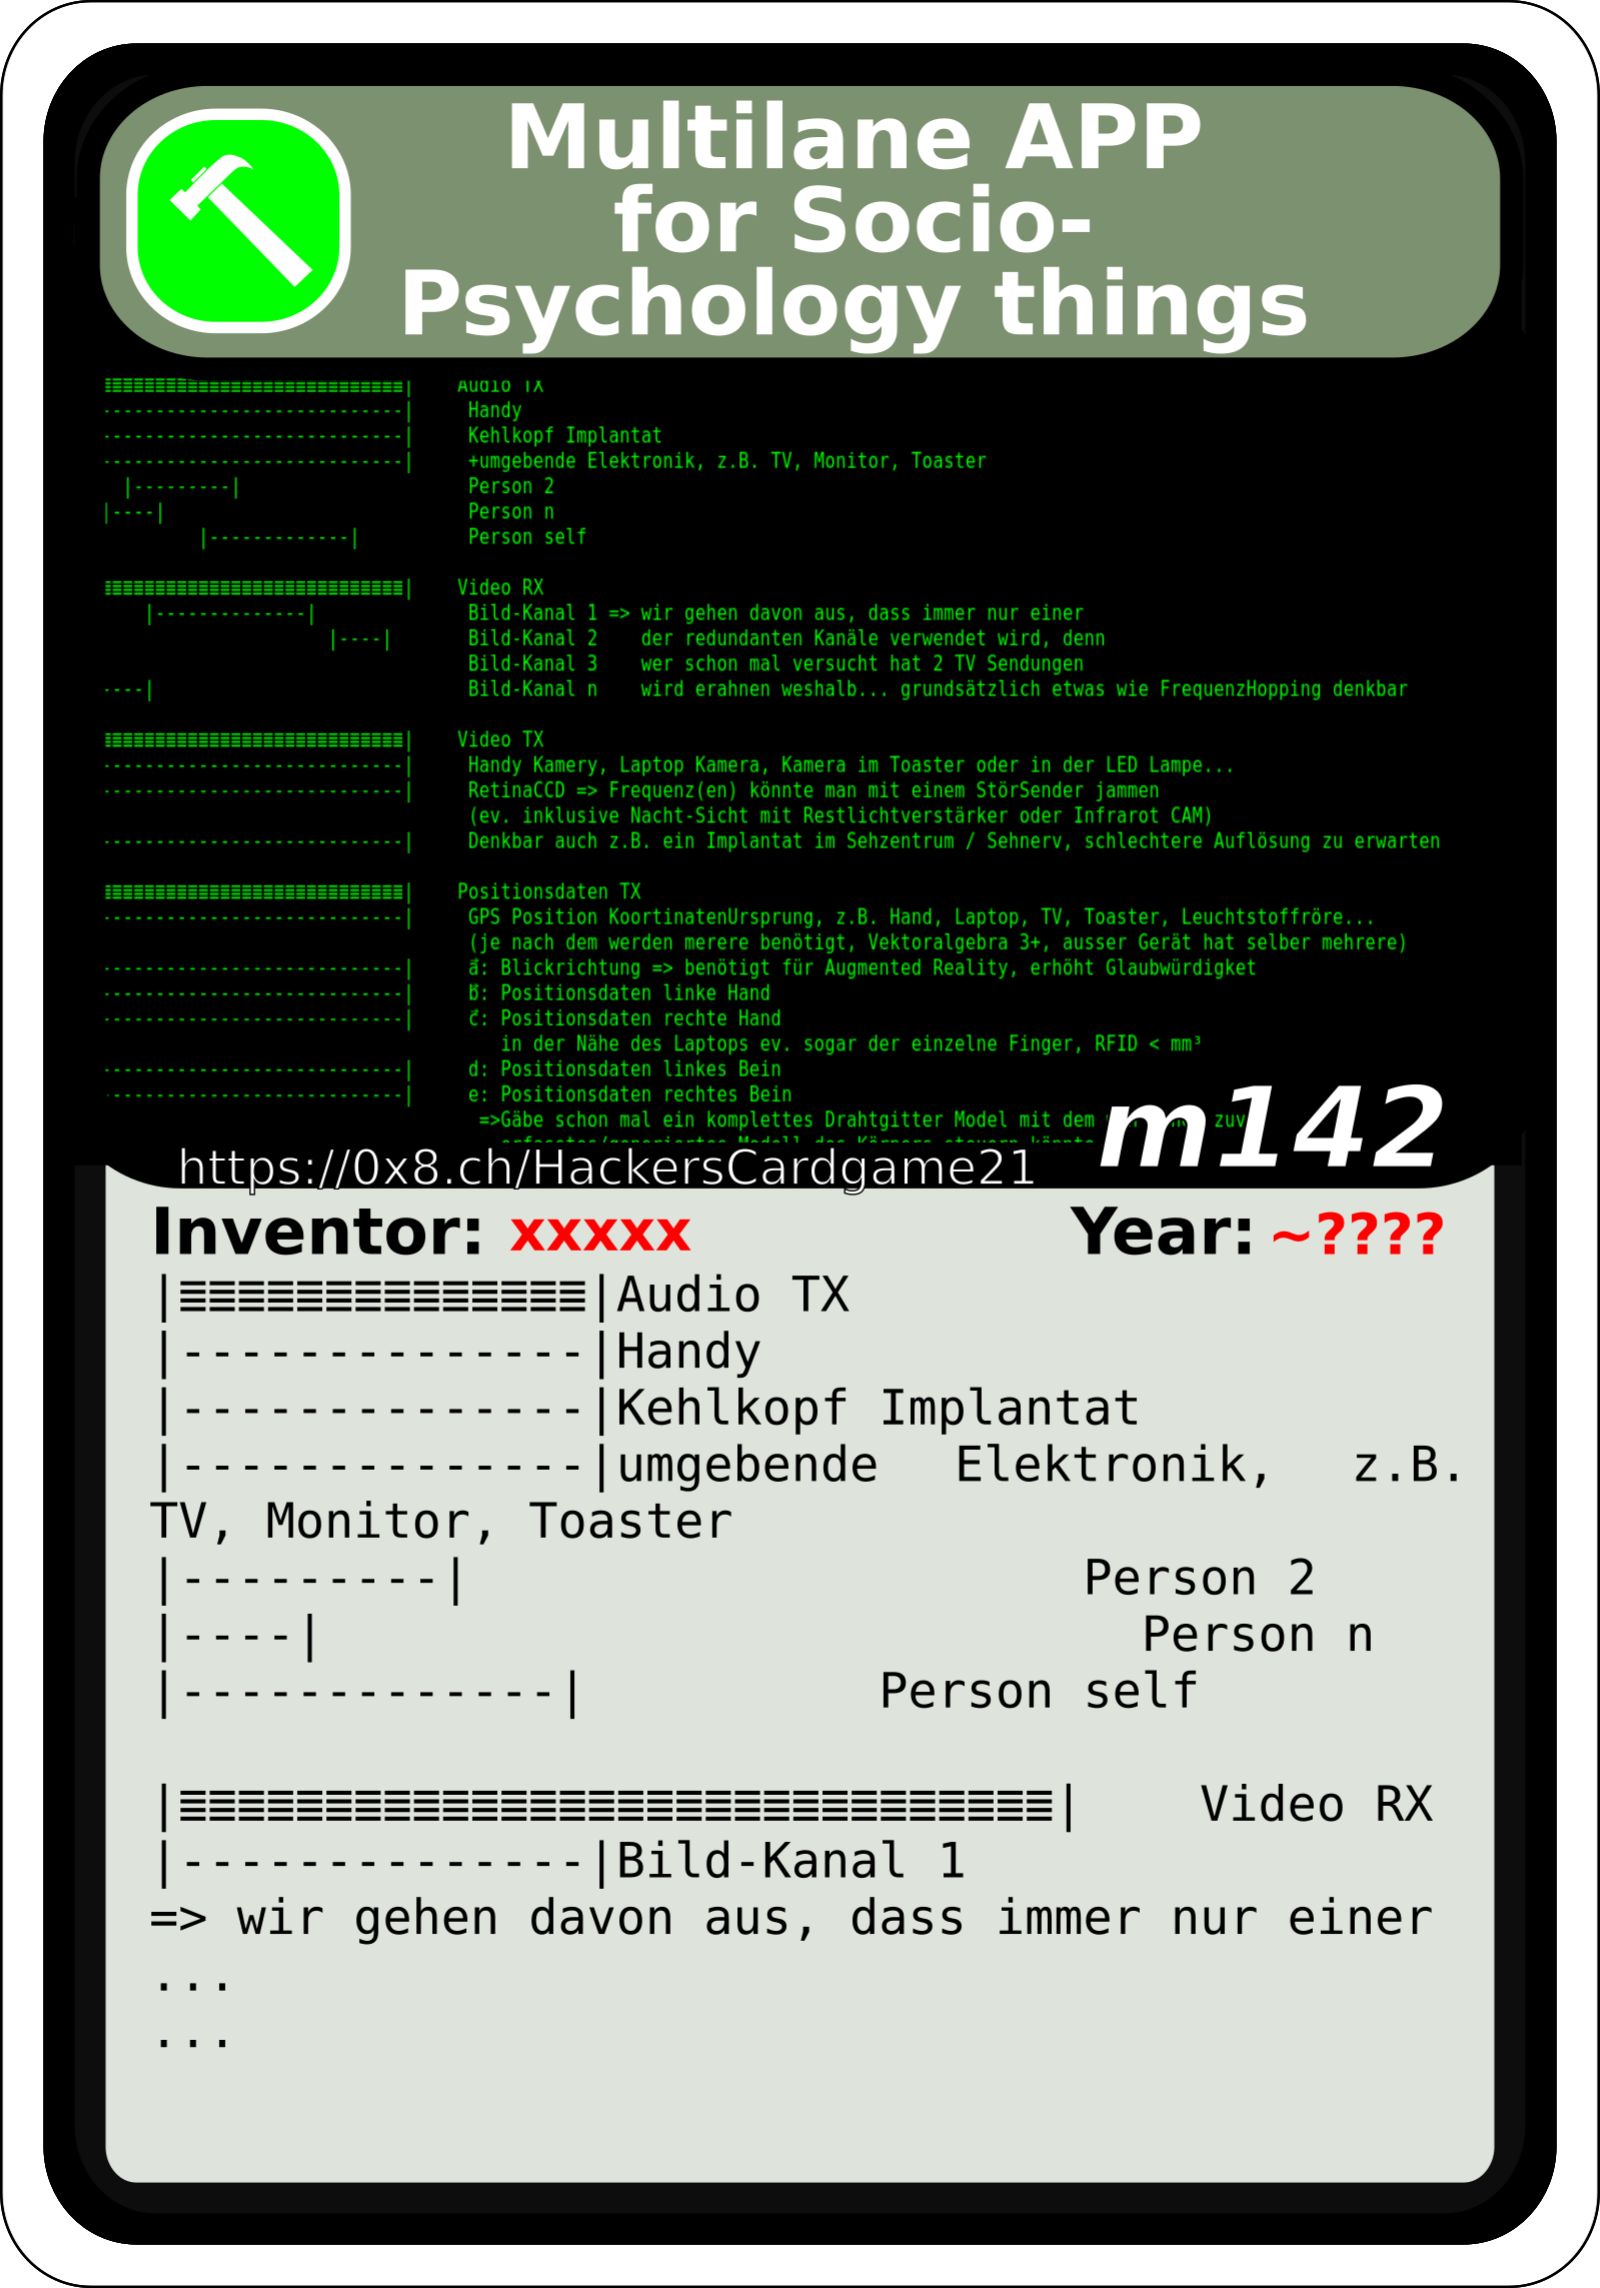 Multilane APP
for Socio-
Psychology things
≣≣≣≣≣≣≣≣≣≣≣≣≣≣≣≣≣≣≣≣≣≣≣≣≣≣≣≣| Audio TX
----------------------------| Handy
----------------------------| Kehlkopf Implantat
----------------------------| +umgebende Elektronik, z.B. TV, Monitor, Toaster
|---------| Person 2
|----| Person n
|-------------| Person self
≣≣≣≣≣≣≣≣≣≣≣≣≣≣≣≣≣≣≣≣≣≣≣≣≣≣≣≣| Video RX
|--------------| Bild-Kanal 1 => wir gehen davon aus, dass immer nur einer
|----| Bild-Kanal 2 der redundanten Kanäle verwendet wird, denn
Bild-Kanal 3 wer schon mal versucht hat 2 TV Sendungen
----| Bild-Kanal n wird erahnen weshalb... grundsätzlich etwas wie FrequenzHopping denkbar
≣≣≣≣≣≣≣≣≣≣≣≣≣≣≣≣≣≣≣≣≣≣≣≣≣≣≣≣| Video TX
----------------------------| Handy Kamery, Laptop Kamera, Kamera im Toaster oder in der LED Lampe...
----------------------------| RetinaCCD => Frequenz(en) könnte man mit einem StörSender jammen
(ev. inklusive Nacht-Sicht mit Restlichtverstärker oder Infrarot CAM)
----------------------------| Denkbar auch z.B. ein Implantat im Sehzentrum / Sehnerv, schlechtere Auflösung zu erwarten
≣≣≣≣≣≣≣≣≣≣≣≣≣≣≣≣≣≣≣≣≣≣≣≣≣≣≣≣| Positionsdaten TX
----------------------------| GPS Position KoortinatenUrsprung, z.B. Hand, Laptop, TV, Toaster, Leuchtstoffröre...
(je nach dem werden merere benötigt, Vektoralgebra 3+, ausser Gerät hat selber mehrere)
----------------------------| a⃗: Blickrichtung => benötigt für Augmented Reality, erhöht Glaubwürdigket
----------------------------| b⃗: Positionsdaten linke Hand
----------------------------| c⃗: Positionsdaten rechte Hand
in der Nähe des Laptops ev. sogar der einzelne Finger, RFID < mm³
----------------------------| d: Positionsdaten linkes Bein
----------------------------| e: Positionsdaten rechtes Bein
=>Gäbe schon mal ein komplettes Drahtgitter Model mit dem
erfasstes/generiertes Modell des Körpers steuern könnte
m142
https://0x8.ch/HackersCardgame21
Inventor: xxxxx Year: ~????
|≣≣≣≣≣≣≣≣≣≣≣≣≣≣|Audio TX
|--------------|Handy
|--------------|Kehlkopf Implantat
|--------------|umgebende Elektronik, z.B.
TV, Monitor, Toaster
|---------| Person 2
|----| Person n
|-------------| Person self
|≣≣≣≣≣≣≣≣≣≣≣≣≣≣≣≣≣≣≣≣≣≣≣≣≣≣≣≣≣≣| Video RX
|--------------|Bild-Kanal 1
=> wir gehen davon aus, dass immer nur einer
...
...